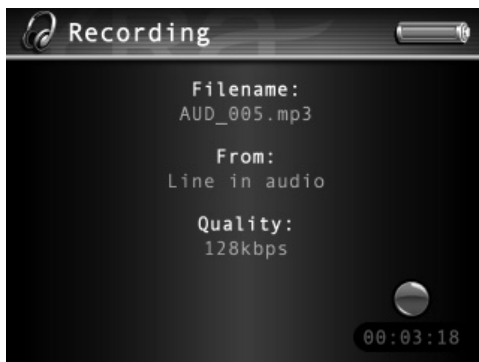 Recording
Filename:
AUD_005.mp3
From:
Line in audio
Quality:
128kbps
00:03:18